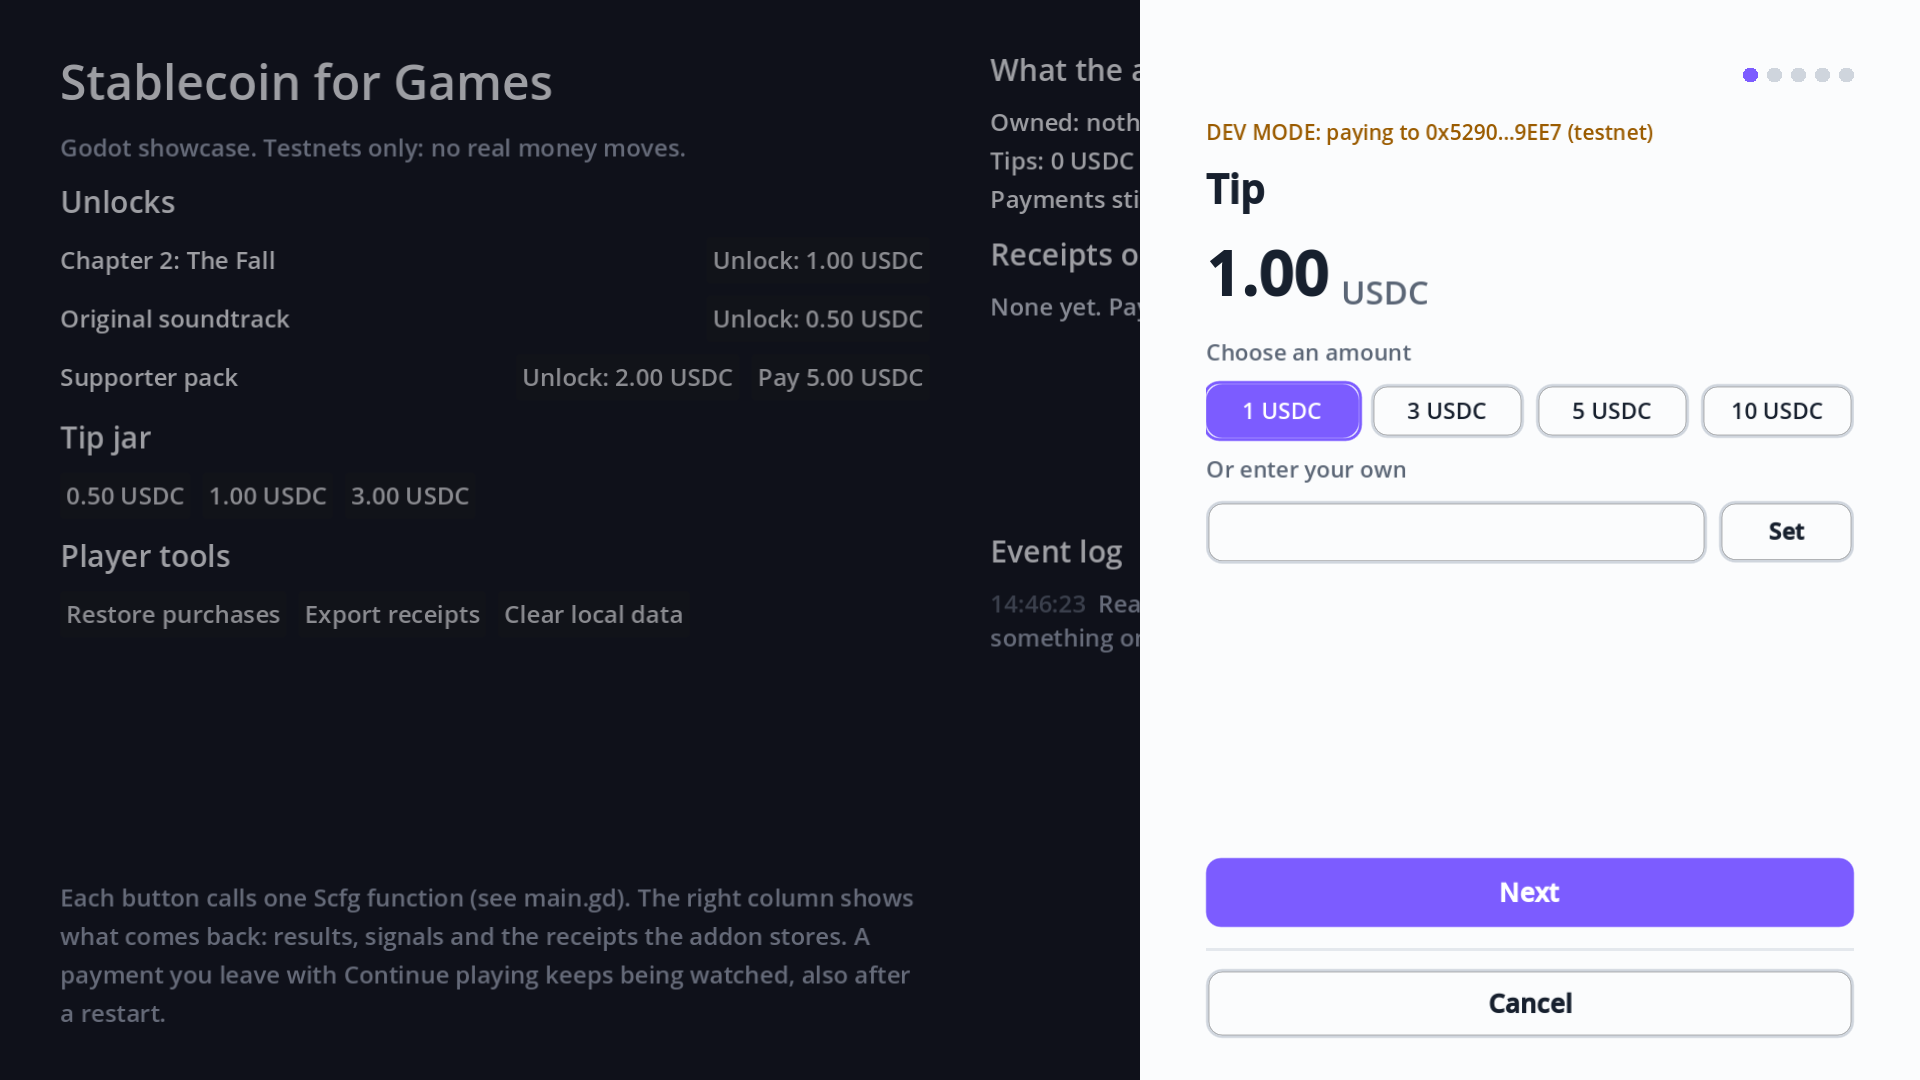 Stablecoin for Games
Godot showcase. Testnets only: no real money moves.
Unlocks
Chapter 2: The Fall
Unlock: 1.00 USDC
Original soundtrack
Unlock: 0.50 USDC
Supporter pack
Unlock: 2.00 USDC
Pay 5.00 USDC
Tip jar
0.50 USDC
1.00 USDC
3.00 USDC
Player tools
Restore purchases
Export receipts
Clear local data
Each button calls one Scfg function (see main.gd). The right column shows
what comes back: results, signals and the receipts the addon stores. A
payment you leave with Continue playing keeps being watched, also after
a restart.
What the
Owned:
Tips: 0 USDC
Payments
Receipts
None yet.
Event log
14:46:23
something
DEV MODE: paying to 0x5290...9EE7 (testnet)
Tip
1.00 USDC
Choose an amount
1 USDC
3 USDC
5 USDC
10 USDC
Or enter your own
Set
Next
Cancel